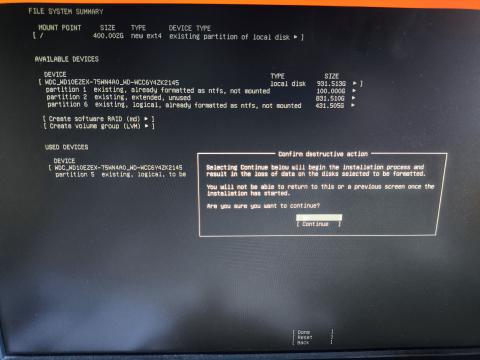 FILE SYSTEM SUMMARY
MOUNT POINT SIZE TYPE DEVICE TYPE
[ / 400.002G new ext4 existing partition of local disk ▸ ]
AVAILABLE DEVICES
DEVICE TYPE SIZE
[ WDC_WD10EZEX-75WN4A0_WD-WCC6Y4ZK2145 local disk 931.513G ▸ ]
partition 1 existing, already formatted as ntfs, not mounted 100.000G ▸
partition 2 existing, extended, unused 831.510G ▸
partition 6 existing, logical, already formatted as ntfs, not mounted 431.505G ▸
[ Create software RAID (md) ▸ ]
[ Create volume group (LVM) ▸ ]
USED DEVICES
DEVICE
[ WDC_WD10EZEX-75WN4A0_WD-WCC6Y4ZK2145
partition 5 existing, logical, to be
Confirm destructive action
Selecting Continue below will begin the installation process and
result in the loss of data on the disks selected to be formatted.
You will not be able to return to this or a previous screen once the
installation has started.
Are you sure you want to continue?
[ Continue ]
[ Done ]
[ Reset ]
[ Back ]